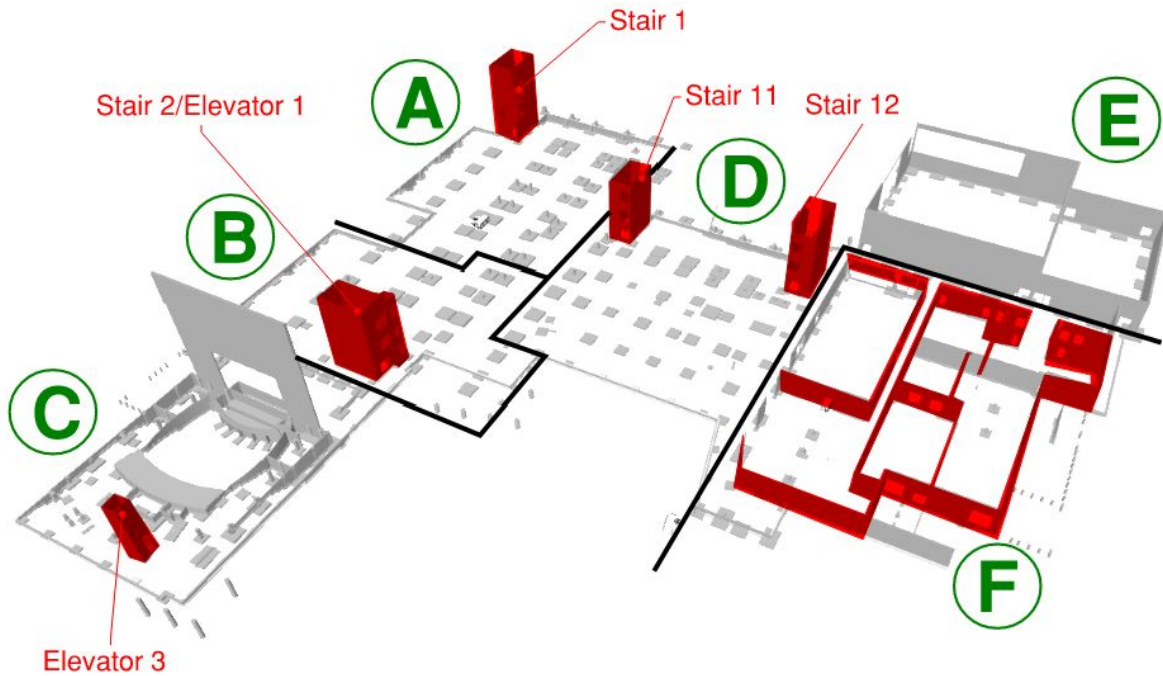 Stair 1
A
Stair 11
Stair 12
Stair 2/Elevator 1
E
D
B
C
F
Elevator 3